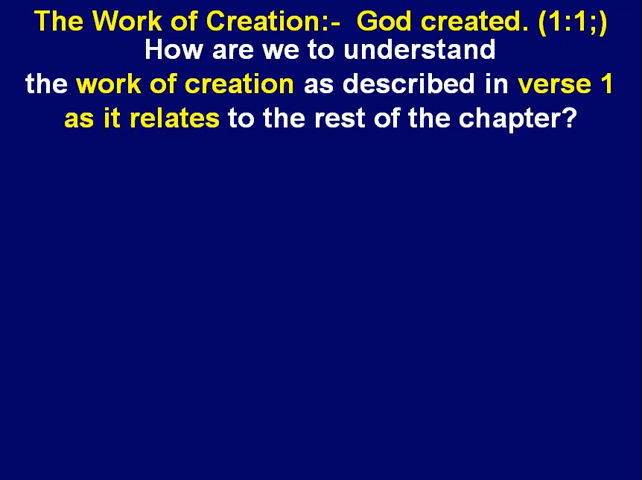 The Work of Creation:-  God created. (1:1;)
How are we to understand
the work of creation as described in verse 1
as it relates to the rest of the chapter?